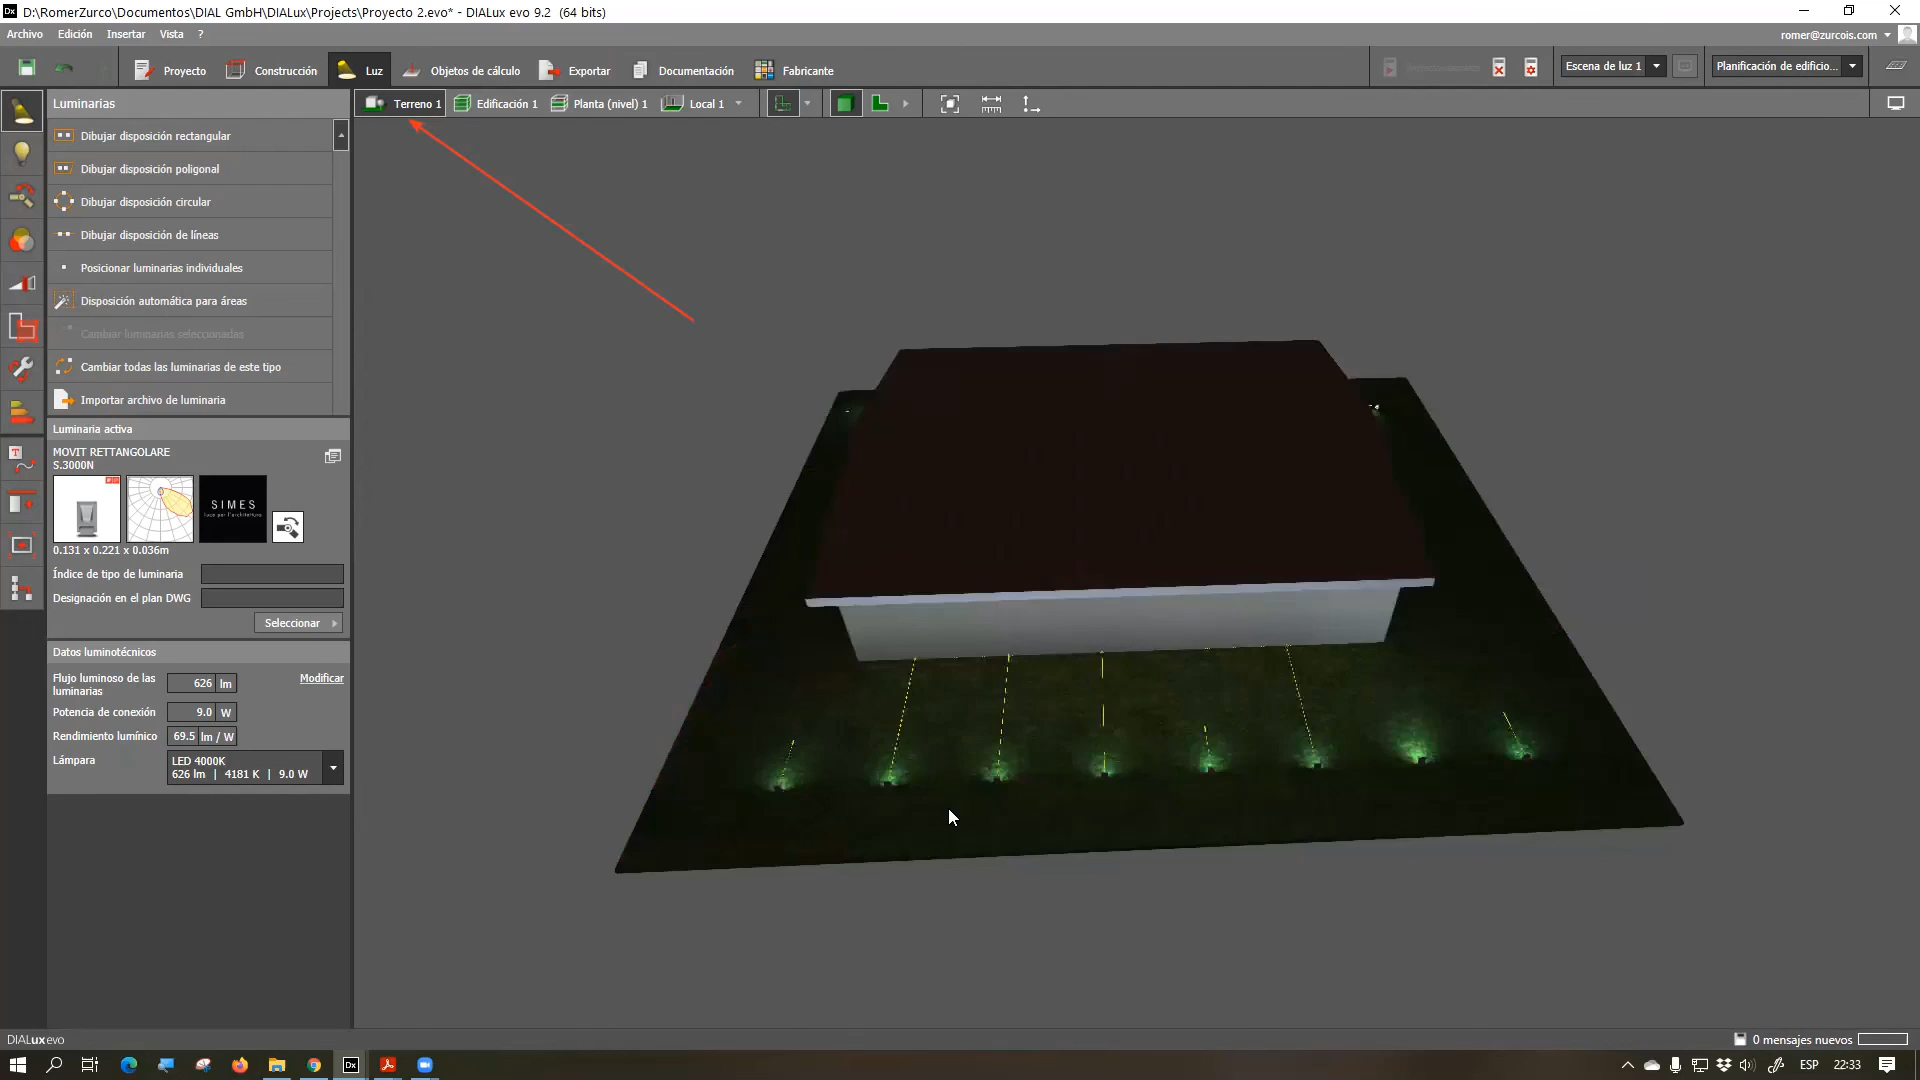 D:\RomerZurco\Documentos\DIAL GmbH\DIALux\Projects\Proyecto 2.evo* - DIALux evo 9.2 (64 bits)
Archivo Edición Insertar Vista ?
romer@zurcois.com
Proyecto Construcción Luz Objetos de cálculo Exportar Documentación Fabricante
Escena de luz 1 Planificación de edificio...
Luminarias
Terreno 1 Edificación 1 Planta (nivel) 1 Local 1
Dibujar disposición rectangular
Dibujar disposición poligonal
Dibujar disposición circular
Dibujar disposición de líneas
Posicionar luminarias individuales
Disposición automática para áreas
Cambiar luminarias seleccionadas
Cambiar todas las luminarias de este tipo
Importar archivo de luminaria
Luminaria activa
MOVIT RETTANGOLARE
S.3000N
SIMES
luce per l'architettura
0.131 x 0.221 x 0.036m
Índice de tipo de luminaria
Designación en el plan DWG
Seleccionar
Datos luminotécnicos
Flujo luminoso de las
luminarias
626 lm
Modificar
Potencia de conexión 9.0 W
Rendimiento lumínico 69.5 lm / W
Lámpara
LED 4000K
626 lm | 4181 K | 9.0 W
DIALux evo
0 mensajes nuevos
Dx
ESP 22:33